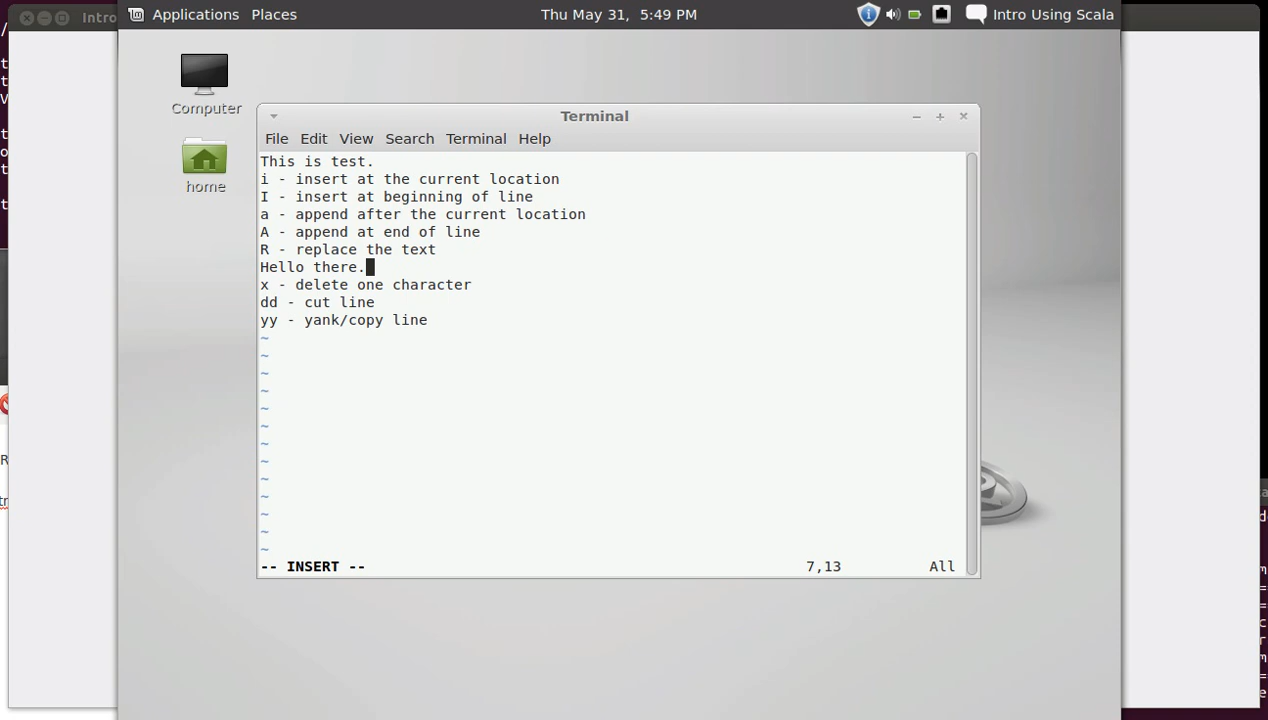 Intro
Applications Places Thu May 31, 5:49 PM Intro Using Scala
Computer
home
Terminal
File Edit View Search Terminal Help
This is test.
i - insert at the current location
I - insert at beginning of line
a - append after the current location
A - append at end of line
R - replace the text
Hello there.
x - delete one character
dd - cut line
yy - yank/copy line
~
~
~
~
~
~
~
~
~
~
~
~
~
-- INSERT -- 7,13 All